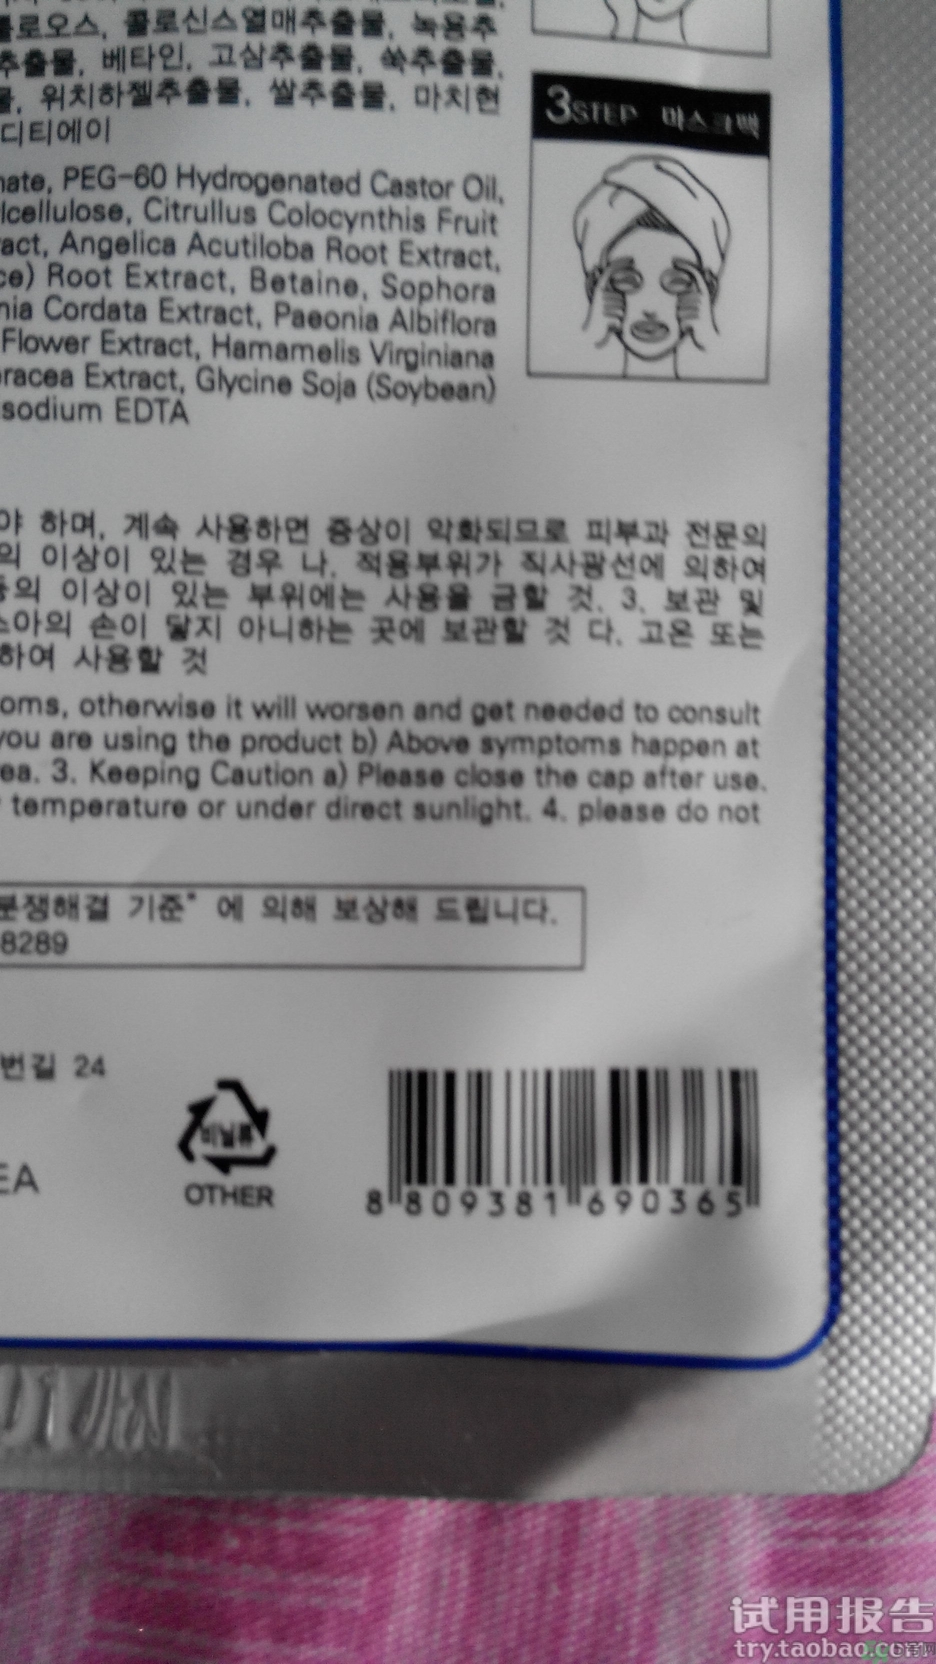 콜로신스열매추출물, 녹용추
추출물, 베타인, 고삼추출물, 쑥추출물,
물, 위치하젤추출물, 쌀추출물, 마치현
디티에이
nate, PEG-60 Hydrogenated Castor Oil,
lcellulose, Citrullus Colocynthis Fruit
ract, Angelica Acutiloba Root Extract,
ce) Root Extract, Betaine, Sophora
nia Cordata Extract, Paeonia Albiflora
Flower Extract, Hamamelis Virginiana
racea Extract, Glycine Soja (Soybean)
sodium EDTA
3STEP 마스크팩
야 하며, 계속 사용하면 증상이 악화되므로 피부과 전문의
의 이상이 있는 경우 나. 적용부위가 직사광선에 의하여
등의 이상이 있는 부위에는 사용을 금할 것. 3. 보관 및
소아의 손이 닿지 아니하는 곳에 보관할 것 다. 고온 또는
하여 사용할 것
oms, otherwise it will worsen and get needed to consult
you are using the product b) Above symptoms happen at
ea. 3. Keeping Caution a) Please close the cap after use.
temperature or under direct sunlight. 4. please do not
분쟁해결 기준" 에 의해 보상해 드립니다.
8289
번길 24
EA
비닐류
OTHER
8 809381 690365
试用报告
try.taobao.com